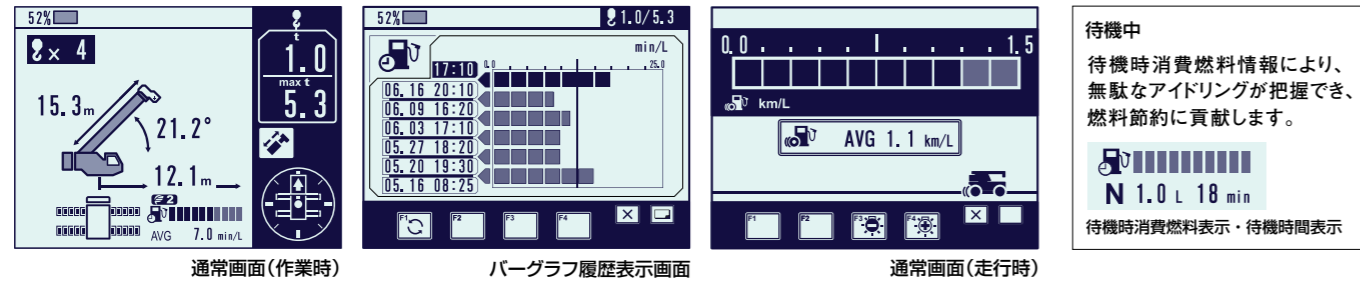 52%
× 4
15.3m
21.2°
12.1m
AVG 7.0 min/L
t
1.0
max t
5.3
通常画面(作業時)
52%
1.0/5.3
min/L
17:10
0.0
25.0
06.16 20:10
06.09 16:20
06.03 17:10
05.27 18:20
05.20 19:30
05.16 08:25
F1 F2 F3 F4
バーグラフ履歴表示画面
0.0 1.5
km/L
AVG 1.1 km/L
F1 F2 F3 F4
通常画面(走行時)
待機中
待機時消費燃料情報により、
無駄なアイドリングが把握でき、
燃料節約に貢献します。
N 1.0 L 18 min
待機時消費燃料表示・待機時間表示